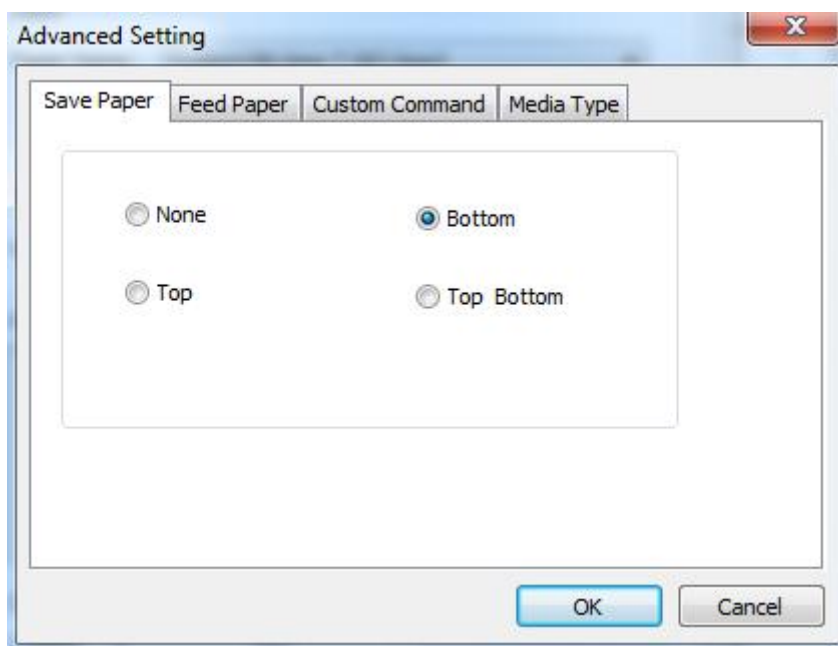 Advanced Setting
Save Paper Feed Paper Custom Command Media Type
None Bottom
Top Top Bottom
OK Cancel